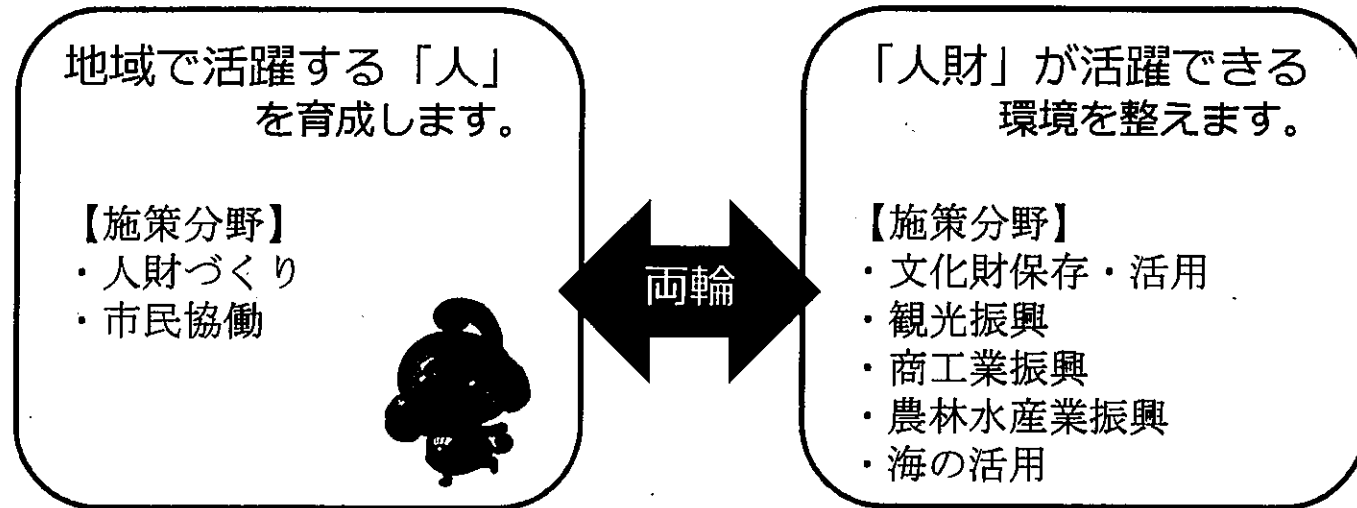 地域で活躍する「人」
を育成します。
【施策分野】
・人財づくり
・市民協働
両輪
「人財」が活躍できる
環境を整えます。
【施策分野】
・文化財保存・活用
・観光振興
・商工業振興
・農林水産業振興
・海の活用